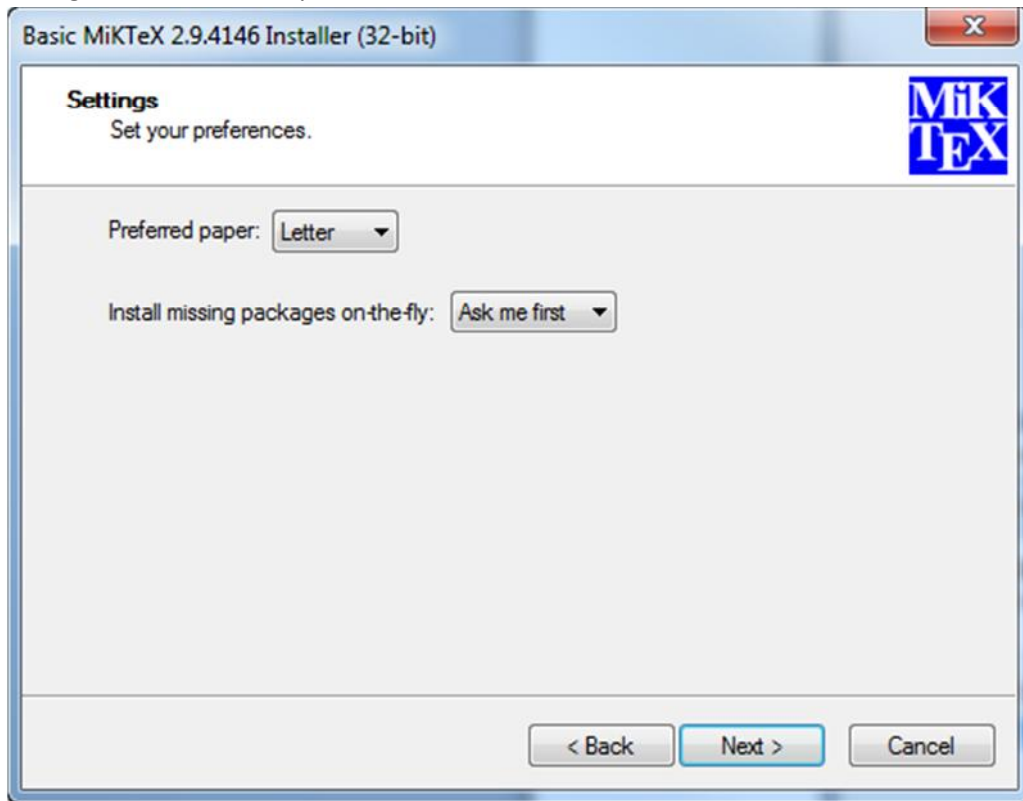 Basic MiKTeX 2.9.4146 Installer (32-bit)
Settings
Set your preferences.
MiK
TEX
Preferred paper: Letter
Install missing packages on-the-fly: Ask me first
< Back Next > Cancel